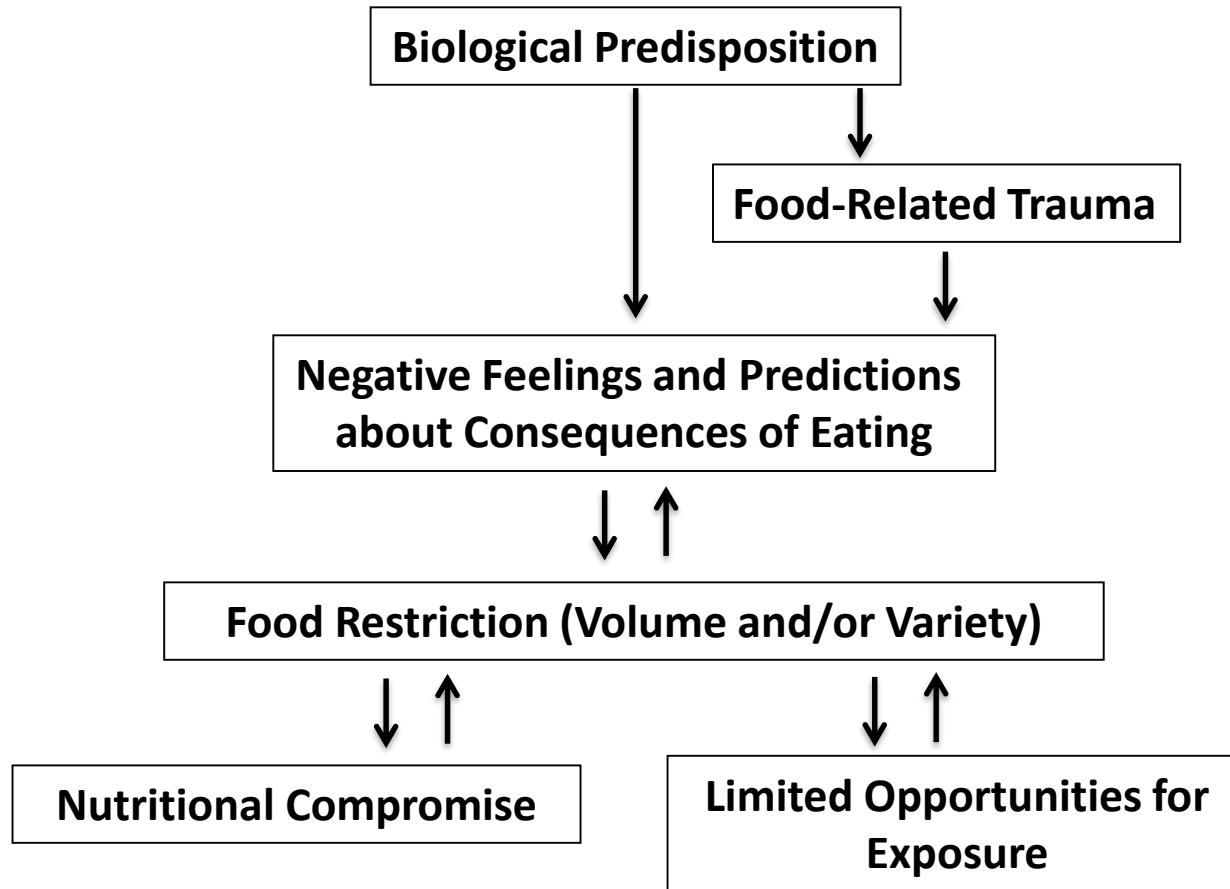 Biological Predisposition
Food-Related Trauma
Negative Feelings and Predictions
about Consequences of Eating
Food Restriction (Volume and/or Variety)
Nutritional Compromise
Limited Opportunities for
Exposure